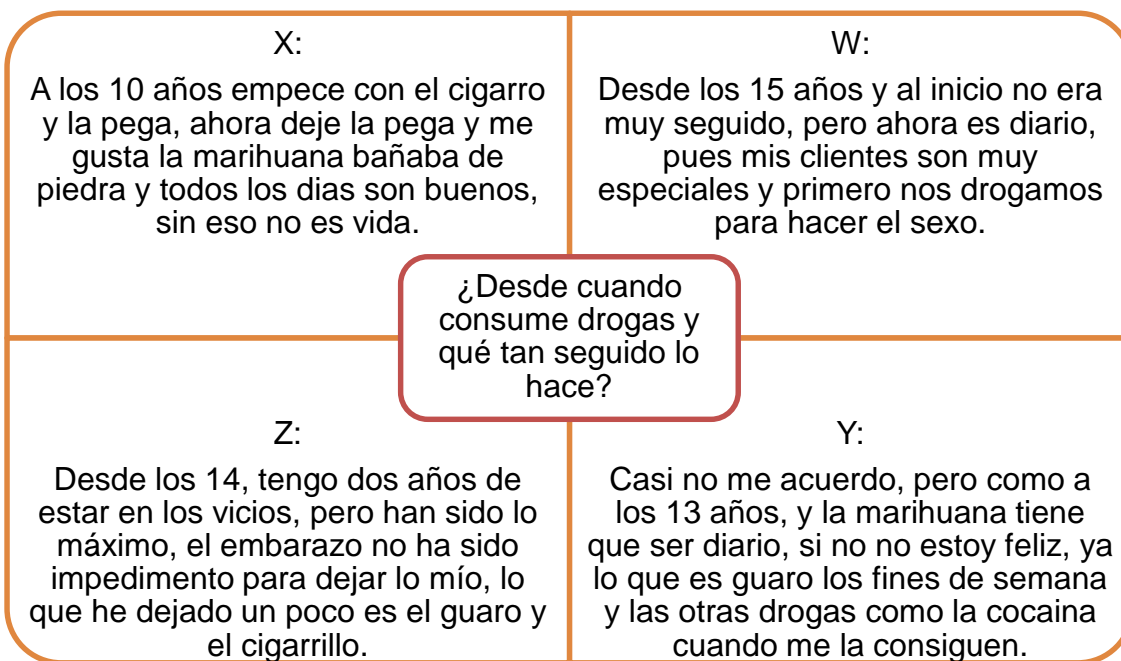 X:
A los 10 años empece con el cigarro
y la pega, ahora deje la pega y me
gusta la marihuana bañaba de
piedra y todos los dias son buenos,
sin eso no es vida.
W:
Desde los 15 años y al inicio no era
muy seguido, pero ahora es diario,
pues mis clientes son muy
especiales y primero nos drogamos
para hacer el sexo.
¿Desde cuando
consume drogas y
qué tan seguido lo
hace?
Z:
Desde los 14, tengo dos años de
estar en los vicios, pero han sido lo
máximo, el embarazo no ha sido
impedimento para dejar lo mío, lo
que he dejado un poco es el guaro y
el cigarrillo.
Y:
Casi no me acuerdo, pero como a
los 13 años, y la marihuana tiene
que ser diario, si no no estoy feliz, ya
lo que es guaro los fines de semana
y las otras drogas como la cocaina
cuando me la consiguen.